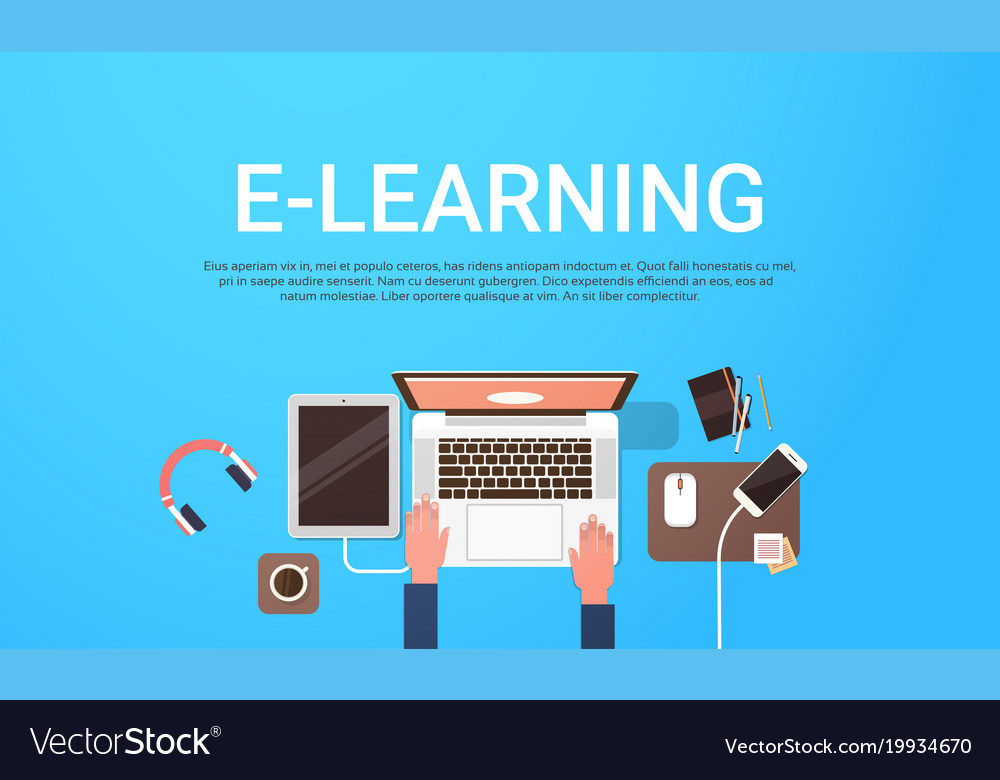 E-LEARNING
Eius aperiam vix in, mei et populo ceteros, has ridens antiopam indoctum et. Quot falli honestatis cu mel,
pri in saepe audire senserit. Nam cu deserunt gubergren. Dico expetendis efficiendi an eos, eos ad
natum molestiae. Liber oportere qualisque at vim. An sit liber complectitur.
VectorStock®
VectorStock.com/19934670